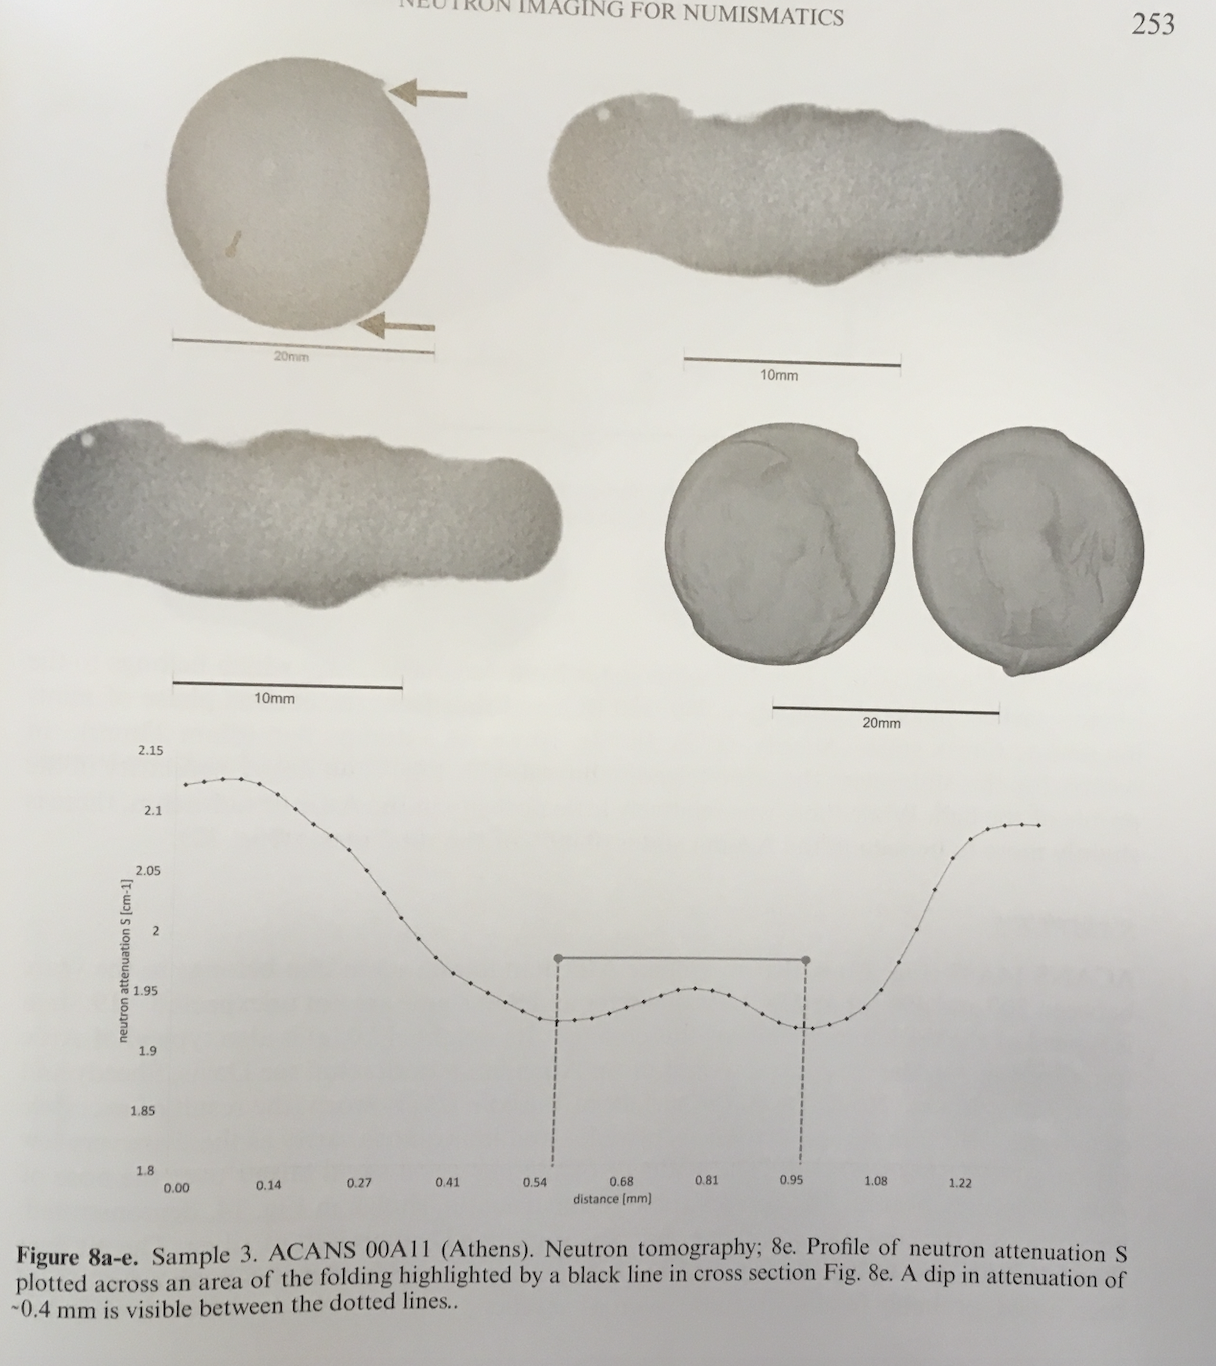 NEUTRON IMAGING FOR NUMISMATICS
253
20mm
10mm
10mm
20mm
2.15
2.1
2.05
2
1.95
1.9
1.85
1.8
neutron attenuation S [cm-1]
0.00 0.14 0.27 0.41 0.54 0.68 0.81 0.95 1.08 1.22
distance [mm]
Figure 8a-e. Sample 3. ACANS 00A11 (Athens). Neutron tomography; 8e. Profile of neutron attenuation S
plotted across an area of the folding highlighted by a black line in cross section Fig. 8e. A dip in attenuation of
~0.4 mm is visible between the dotted lines..